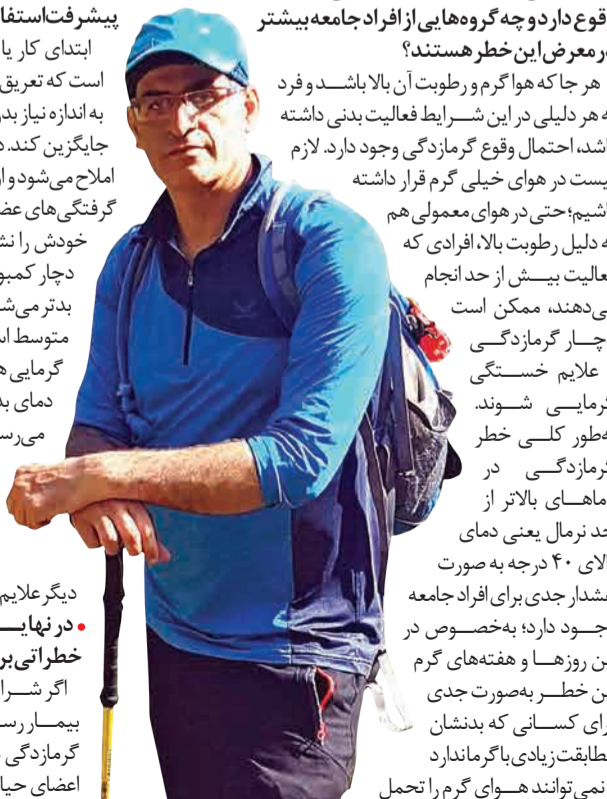 وقوع دارد و چه گروه‌هایی از افراد جامعه بیشتر
در معرض این خطر هستند؟
هر جا که هوا گرم و رطوبت آن بالا باشد و فرد
به هر دلیلی در این شرایط فعالیت بدنی داشته
باشد، احتمال وقوع گرمازدگی وجود دارد. لازم
نیست در هوای خیلی گرم قرار داشته
باشیم؛ حتی در هوای معمولی هم
به دلیل رطوبت بالا، افرادی که
فعالیت بیش از حد انجام
می‌دهند، ممکن است
دچار گرمازدگی
علایم خستگی
گرمایی شوند.
به‌طور کلی خطر
گرمازدگی در
دماهای بالاتر از
حد نرمال یعنی دمای
بالای ۴۰ درجه به صورت
هشدار جدی برای افراد جامعه
وجود دارد؛ به‌خصوص در
این روزها و هفته‌های گرم
این خطر به‌صورت جدی
برای کسانی که بدنشان
مطابقت زیادی با گرما ندارد
نمی‌توانند هوای گرم را تحمل
پیشرفت استفا
ابتدای کار یا
است که تعریق
به اندازه نیاز بدن
جایگزین کند. د
املاح می‌شود و از
گرفتگی‌های عض
خودش را نش
دچار کمبو
بدتر می‌ش
متوسط اس
گرمایی ه
دمای بد
می‌رس
دیگر علایم
• در نهایـ
خطراتی بر
اگر شرا
بیمار رس
گرمازدگی
اعضای حیا